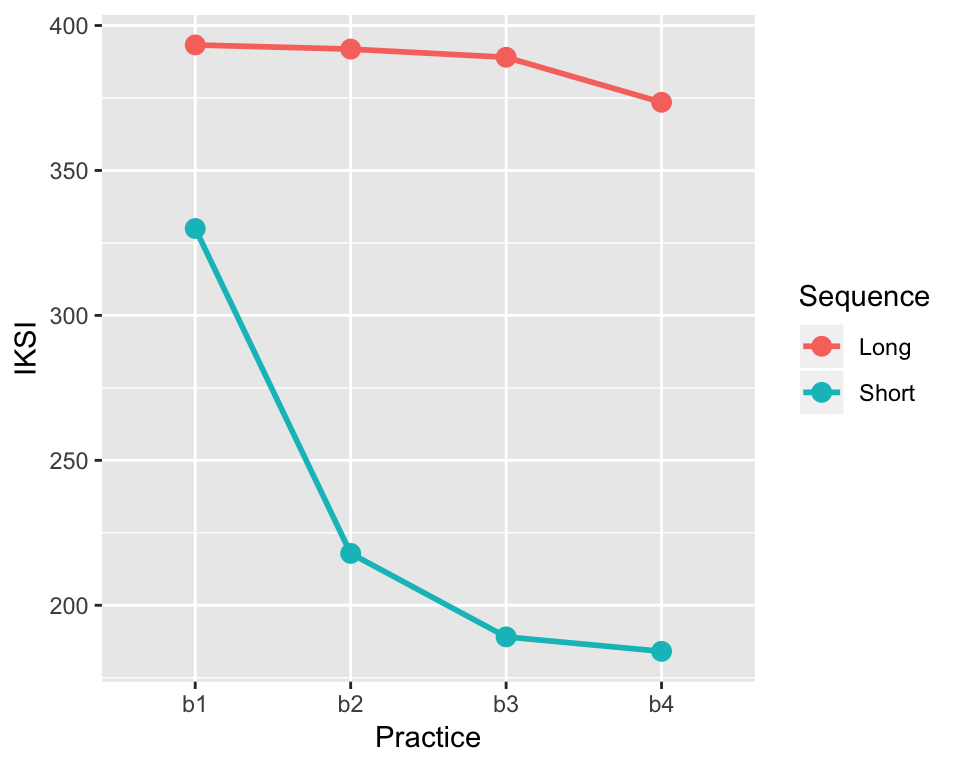 400
350
300
250
200
IKSI
b1 b2 b3 b4
Practice
Sequence
Long
Short